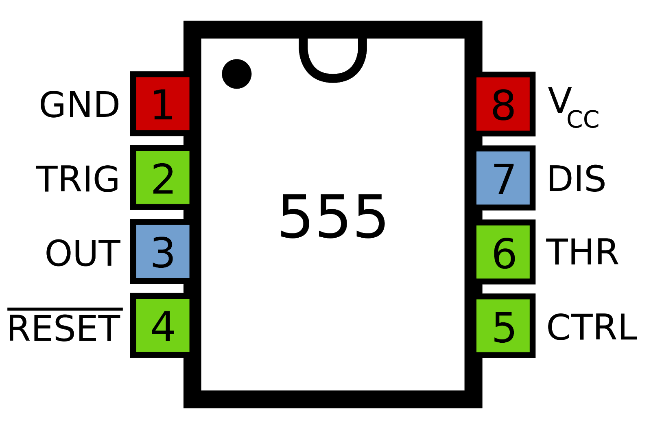 GND 1 8 VCC
TRIG 2 7 DIS
555
OUT 3 6 THR
RESET 4 5 CTRL